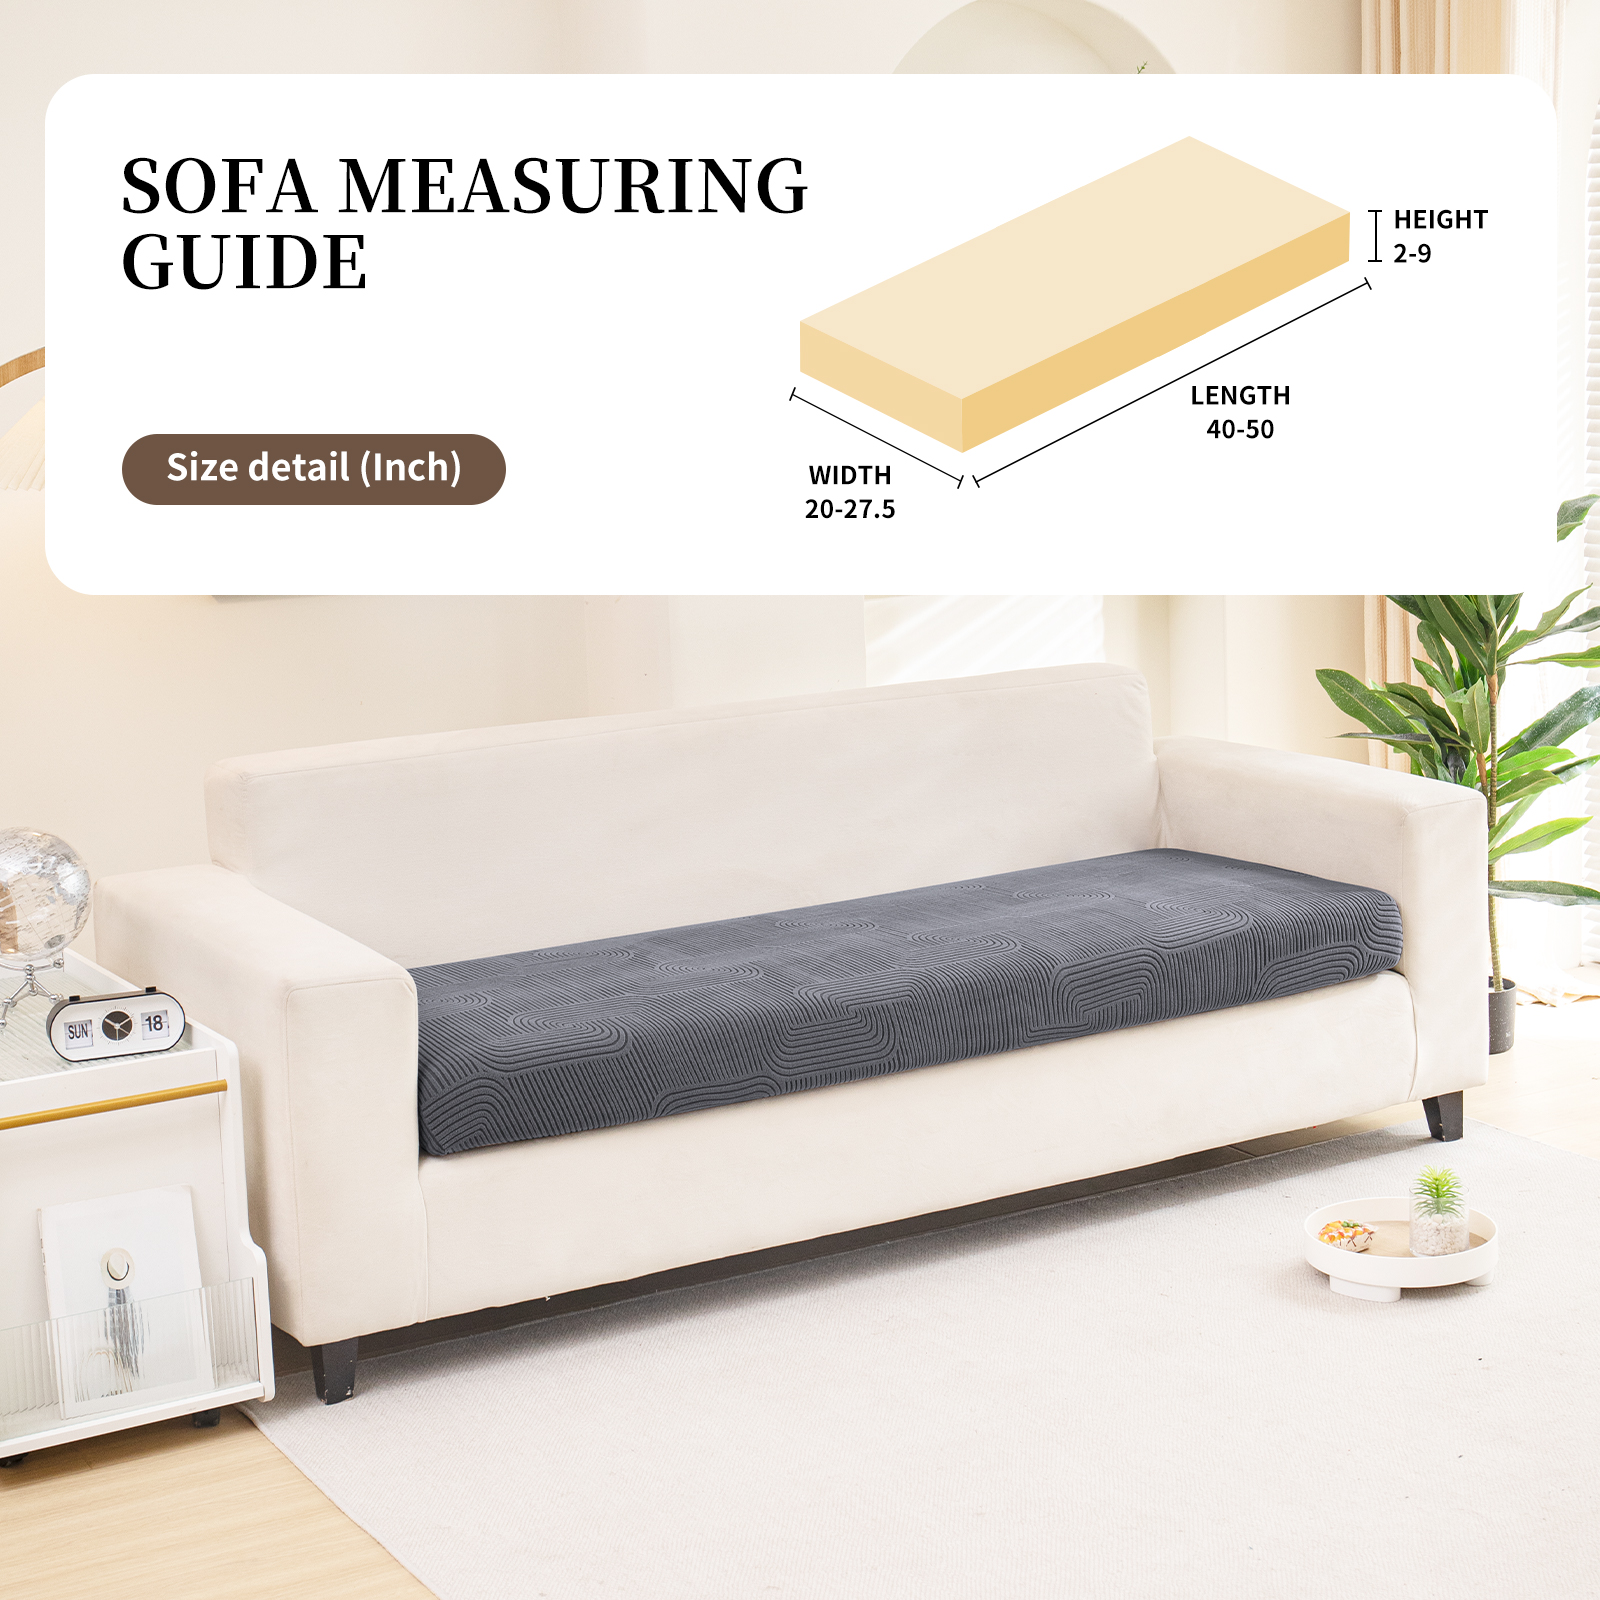 SOFA MEASURING
GUIDE
Size detail (Inch)
HEIGHT
2-9
LENGTH
40-50
WIDTH
20-27.5
SUN
18